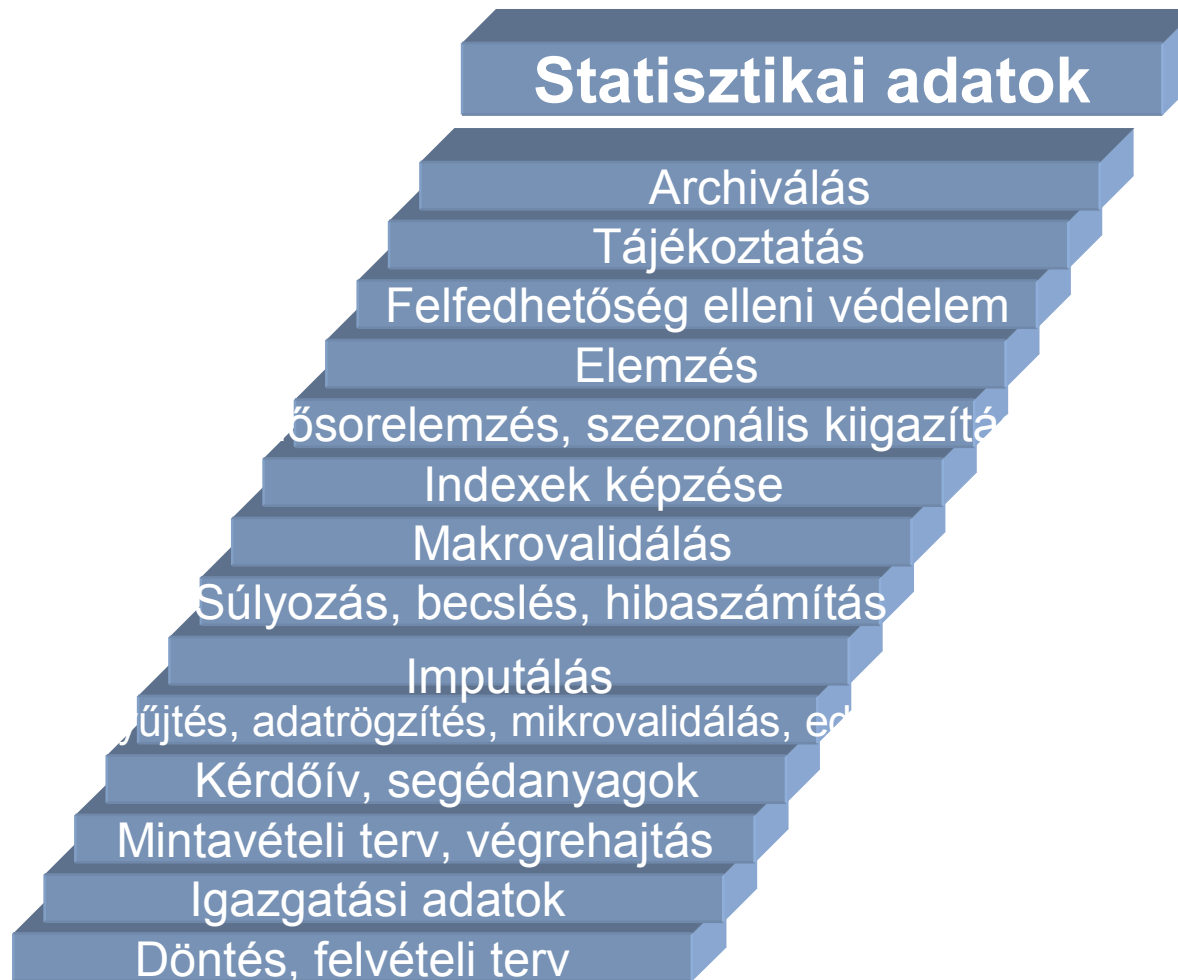 Statisztikai adatok
Archiválás
Tájékoztatás
Felfedhetőség elleni védelem
Elemzés
szezonális kiigazítá
Indexek képzése
Makrovalidálás
Súlyozás, becslés, hibaszámítás
Imputálás
adatrögzítés, mikrovalidálás,
Kérdőív, segédanyagok
Mintavételi terv, végrehajtás
Igazgatási adatok
Döntés, felvételi terv